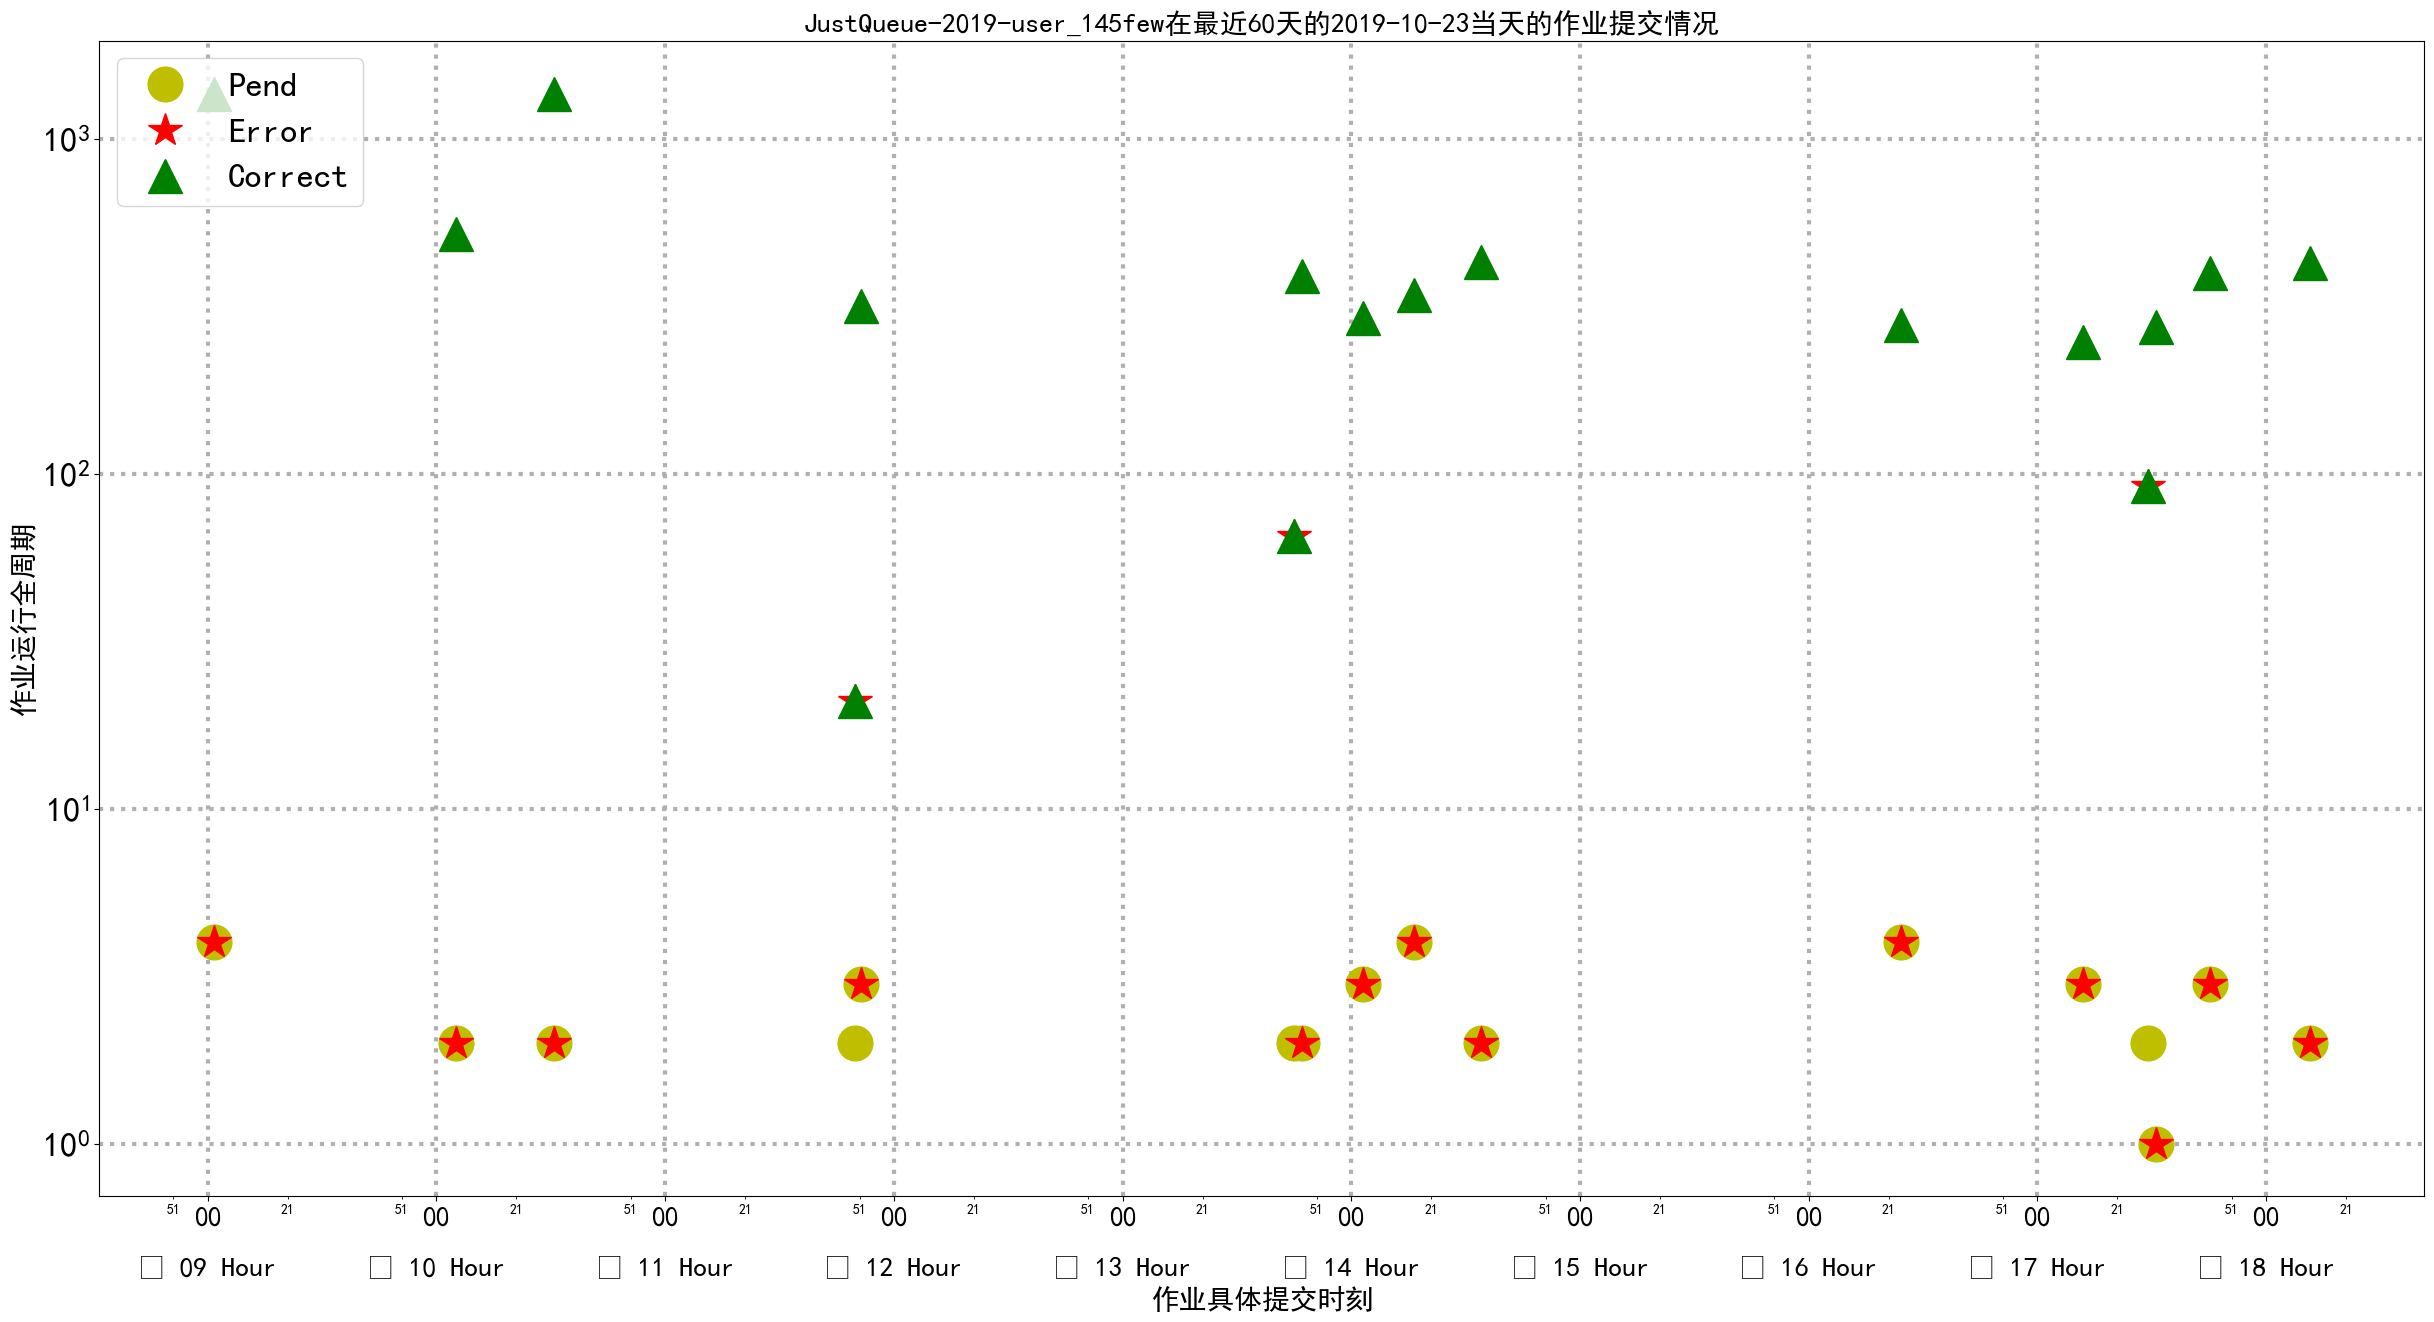 JustQueue-2019-user_145few在最近60天的2019-10-23当天的作业提交情况
Pend
Error
Correct
10³
10²
10¹
10⁰
作业运行全周期
51 00 21 51 00 21 51 00 21 51 00 21 51 00 21 51 00 21 51 00 21 51 00 21 51 00 21 51 00 21
□ 09 Hour □ 10 Hour □ 11 Hour □ 12 Hour □ 13 Hour □ 14 Hour □ 15 Hour □ 16 Hour □ 17 Hour □ 18 Hour
作业具体提交时刻